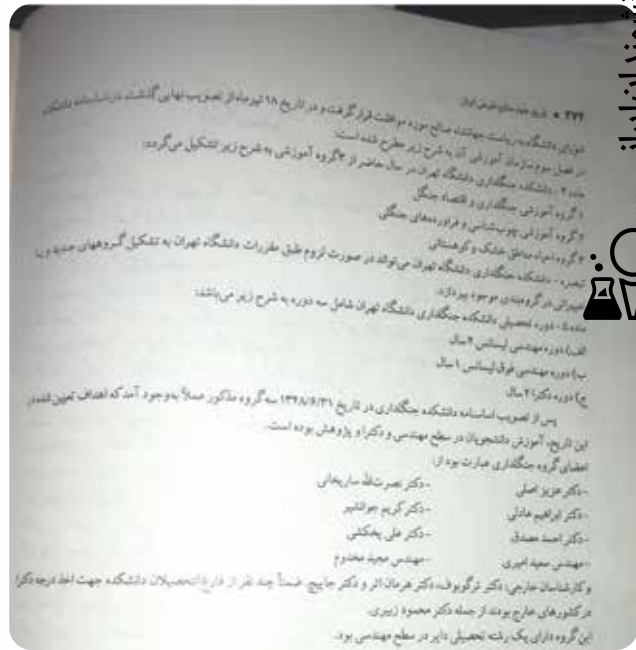 ۴۷۴ ● تاریخ علوم منابع طبیعی ایران
شورای دانشگاه به ریاست جهانشاه صالح مورد موافقت قرار گرفت و در تاریخ ۱۸ تیرماه از تصویب نهایی گذشت. در اساسنامه دانشکده
در فصل سوم سازمان آموزشی آن به شرح زیر مطرح شده است:
ماده ۴ - دانشکده جنگلداری دانشگاه تهران در حال حاضر از ۳ گروه آموزشی به شرح زیر تشکیل می‌گردد:
۱ گروه آموزشی جنگلداری و اقتصاد جنگل
۲ گروه آموزشی چوب‌شناسی و فراورده‌های جنگلی
۳ گروه احیاء مناطق خشک و کوهستانی
تبصره - دانشکده جنگلداری دانشگاه تهران می‌تواند در صورت لزوم طبق مقررات دانشگاه تهران به تشکیل گروههای جدید و یا
تغییراتی در گروه‌بندی موجود بپردازد.
ماده ۵ - دوره تحصیلی دانشکده جنگلداری دانشگاه تهران شامل سه دوره به شرح زیر می‌باشد:
الف) دوره مهندسی لیسانس ۴ سال
ب) دوره مهندسی فوق لیسانس ۱ سال
ج) دوره دکترا ۲ سال
پس از تصویب اساسنامه دانشکده جنگلداری در تاریخ ۱۳۴۸/۶/۳۱ سه گروه مذکور عملاً به وجود آمد که اهداف تعیین شده در
این تاریخ، آموزش دانشجویان در سطح مهندسی و دکترا و پژوهش بوده است.
اعضای گروه جنگلداری عبارت بود از:
-دکتر عزیز اصلی -دکتر نصرت‌الله ساریخانی
-دکتر ابراهیم عادلی -دکتر کریم جوانشیر
-دکتر احمد مصدق -دکتر علی یخکشی
-مهندس سعید امیری -مهندس مجید مخدوم
و کارشناسان خارجی: دکتر ترگوبوف، دکتر هرمان اتر و دکتر جاپیچ. ضمناً چند نفر از فارغ التحصیلان دانشکده جهت اخذ درجه دکترا
در کشورهای خارج بودند از جمله دکتر محمود زبیری.
این گروه دارای یک رشته تحصیلی دایر در سطح مهندسی بود.